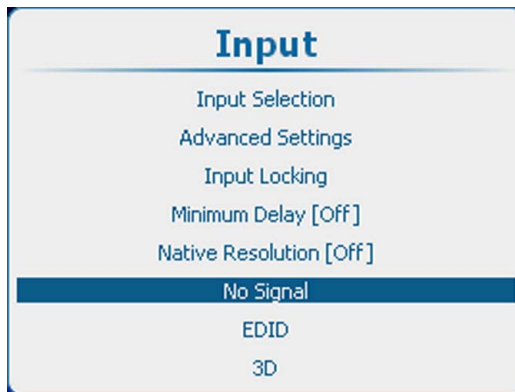 Input
Input Selection
Advanced Settings
Input Locking
Minimum Delay [Off]
Native Resolution [Off]
No Signal
EDID
3D